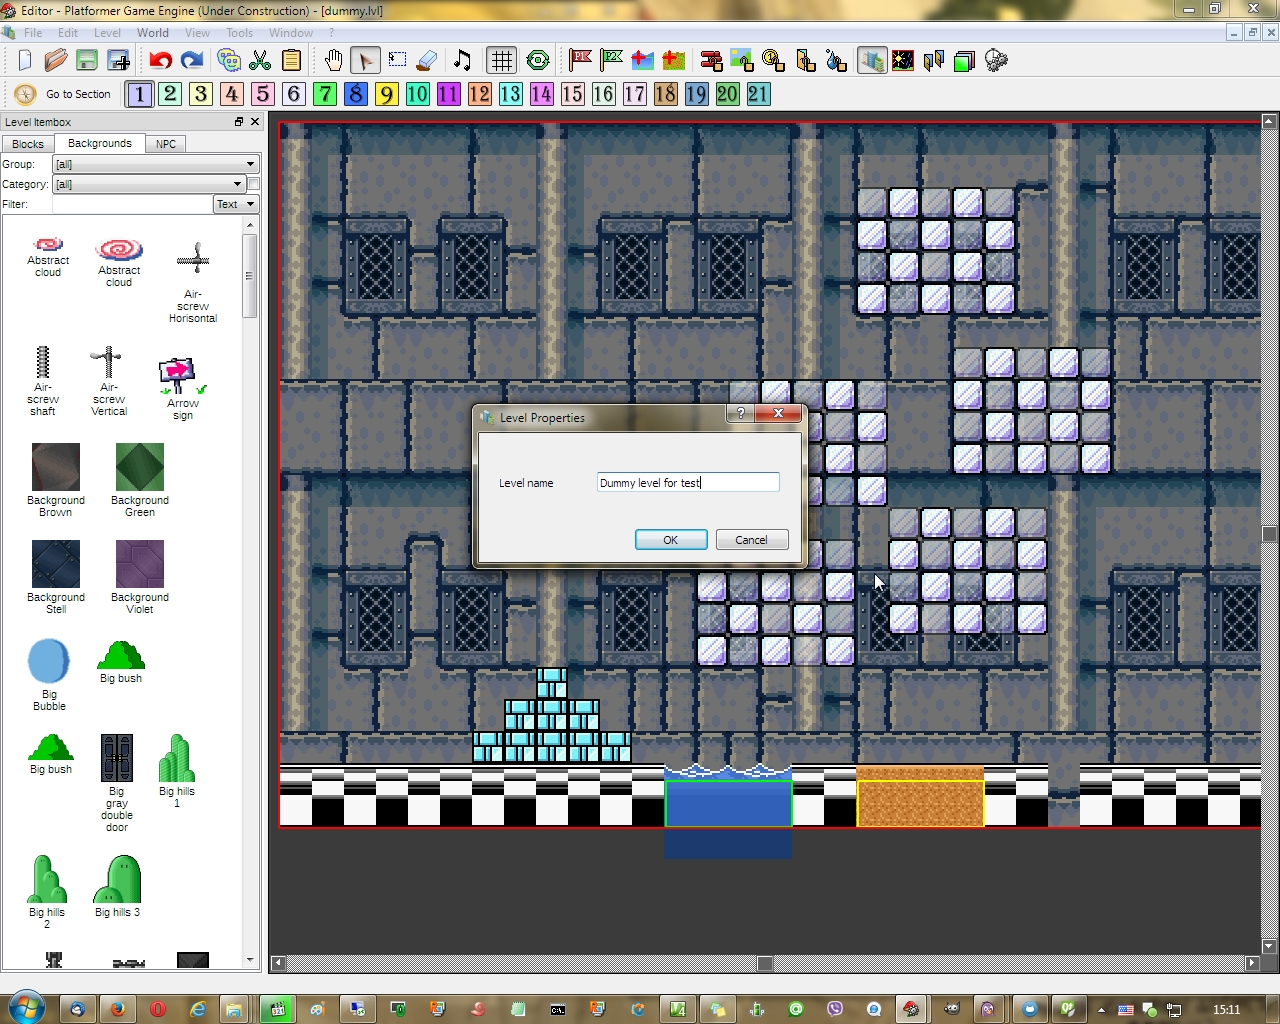 Editor - Platformer Game Engine (Under Construction) - [dummy.lvl]
File Edit Level World View Tools Window ?
P1 P2
Go to Section 1 2 3 4 5 6 7 8 9 10 11 12 13 14 15 16 17 18 19 20 21
Level Itembox
Blocks Backgrounds NPC
Group: [all]
Category: [all]
Filter: Text
Abstract cloud
Abstract cloud
Air-screw Horisontal
Air-screw shaft
Air-screw Vertical
Arrow sign
Background Brown
Background Green
Background Stell
Background Violet
Big Bubble
Big bush
Big bush
Big gray double door
Big hills 1
Big hills 2
Big hills 3
Level Properties
?
Level name Dummy level for test
OK Cancel
15:11